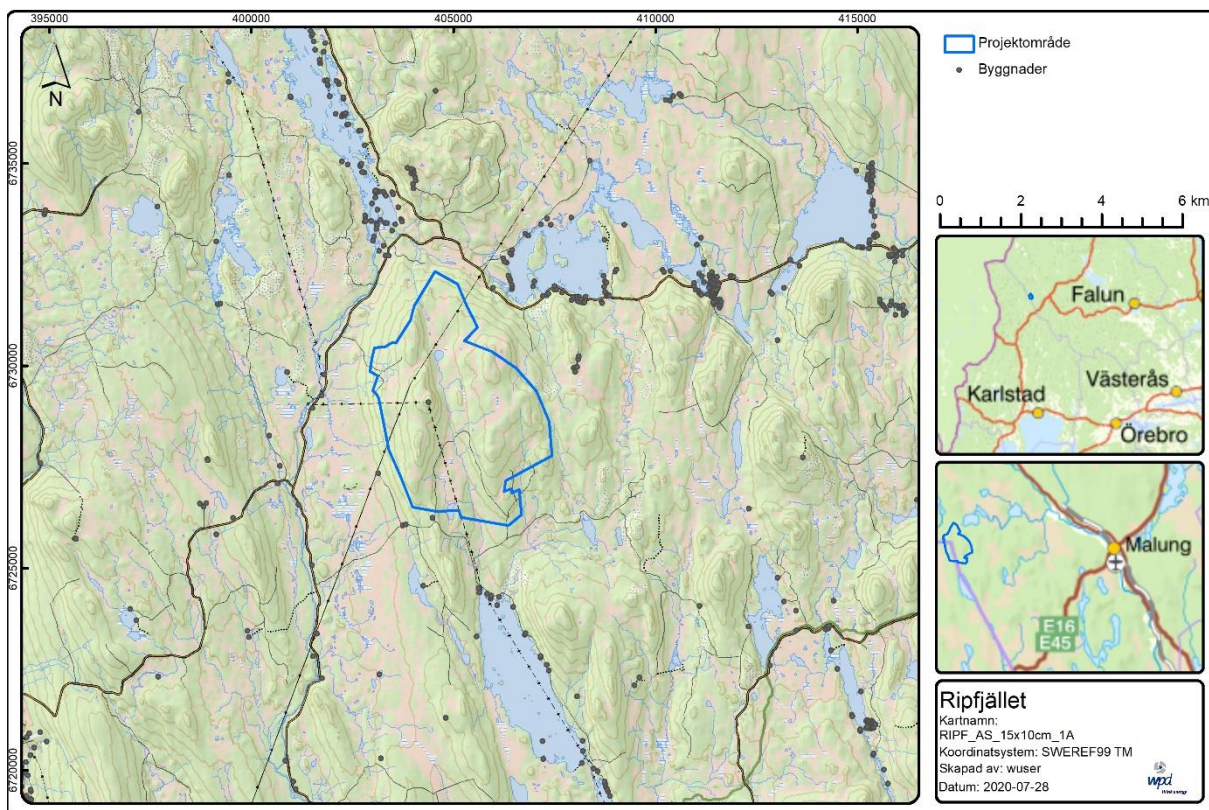 395000 400000 405000 410000 415000
N
6735000
6730000
6725000
6720000
Projektområde
Byggnader
0 2 4 6 km
Falun
Karlstad
Västerås
Örebro
Malung
E16
E45
Ripfjället
Kartnamn:
RIPF_AS_15x10cm_1A
Koordinatsystem: SWEREF99 TM
Skapad av: wuser
Datum: 2020-07-28
wpd